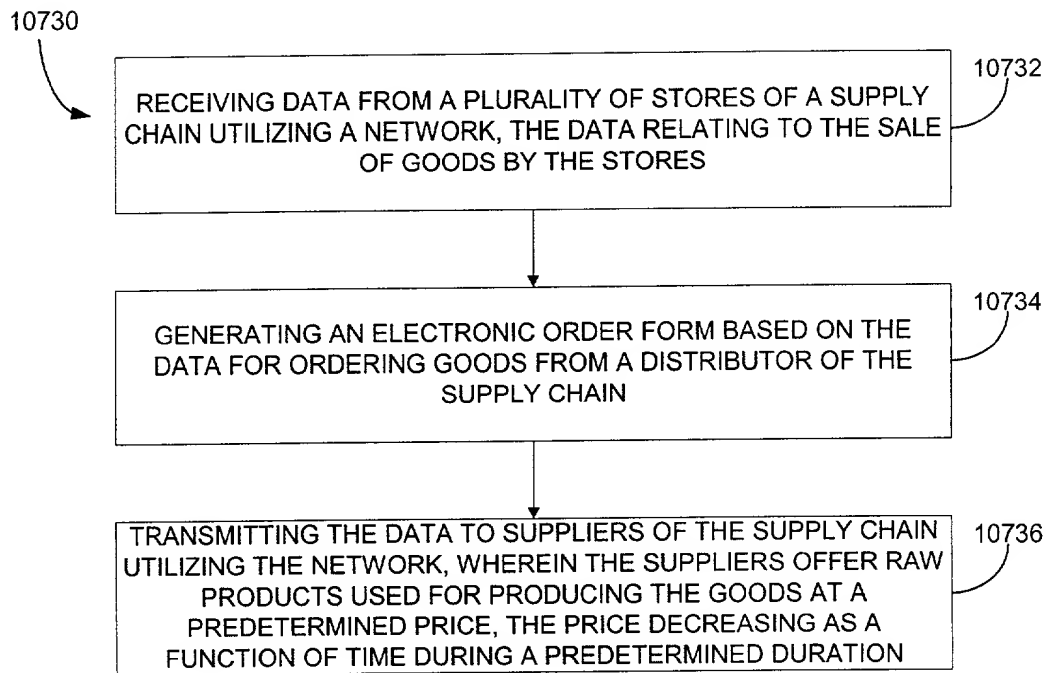 10730
10732
RECEIVING DATA FROM A PLURALITY OF STORES OF A SUPPLY
CHAIN UTILIZING A NETWORK, THE DATA RELATING TO THE SALE
OF GOODS BY THE STORES
10734
GENERATING AN ELECTRONIC ORDER FORM BASED ON THE
DATA FOR ORDERING GOODS FROM A DISTRIBUTOR OF THE
SUPPLY CHAIN
10736
TRANSMITTING THE DATA TO SUPPLIERS OF THE SUPPLY CHAIN
UTILIZING THE NETWORK, WHEREIN THE SUPPLIERS OFFER RAW
PRODUCTS USED FOR PRODUCING THE GOODS AT A
PREDETERMINED PRICE, THE PRICE DECREASING AS A
FUNCTION OF TIME DURING A PREDETERMINED DURATION